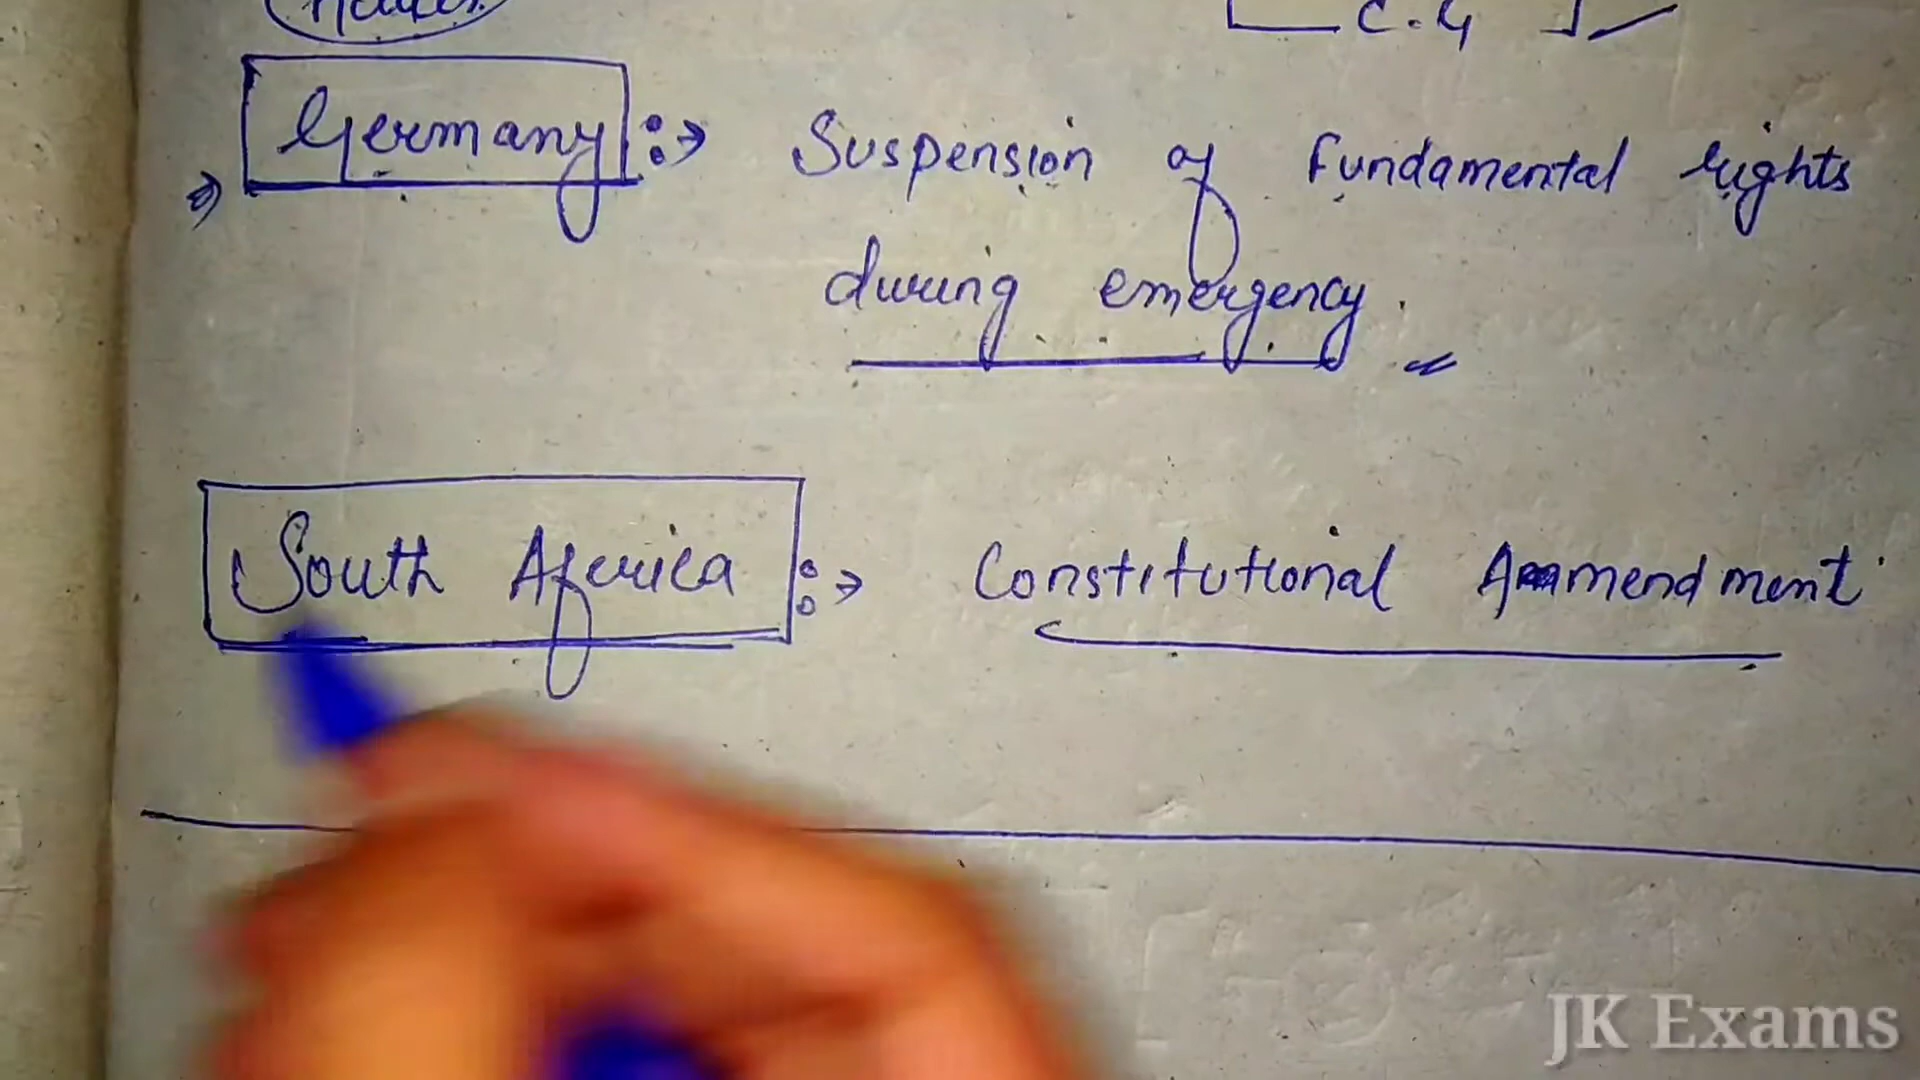 C.G
Germany :→ Suspension of Fundamental rights
during emergency.
South Africa :→ Constitutional Amendment
JK Exams